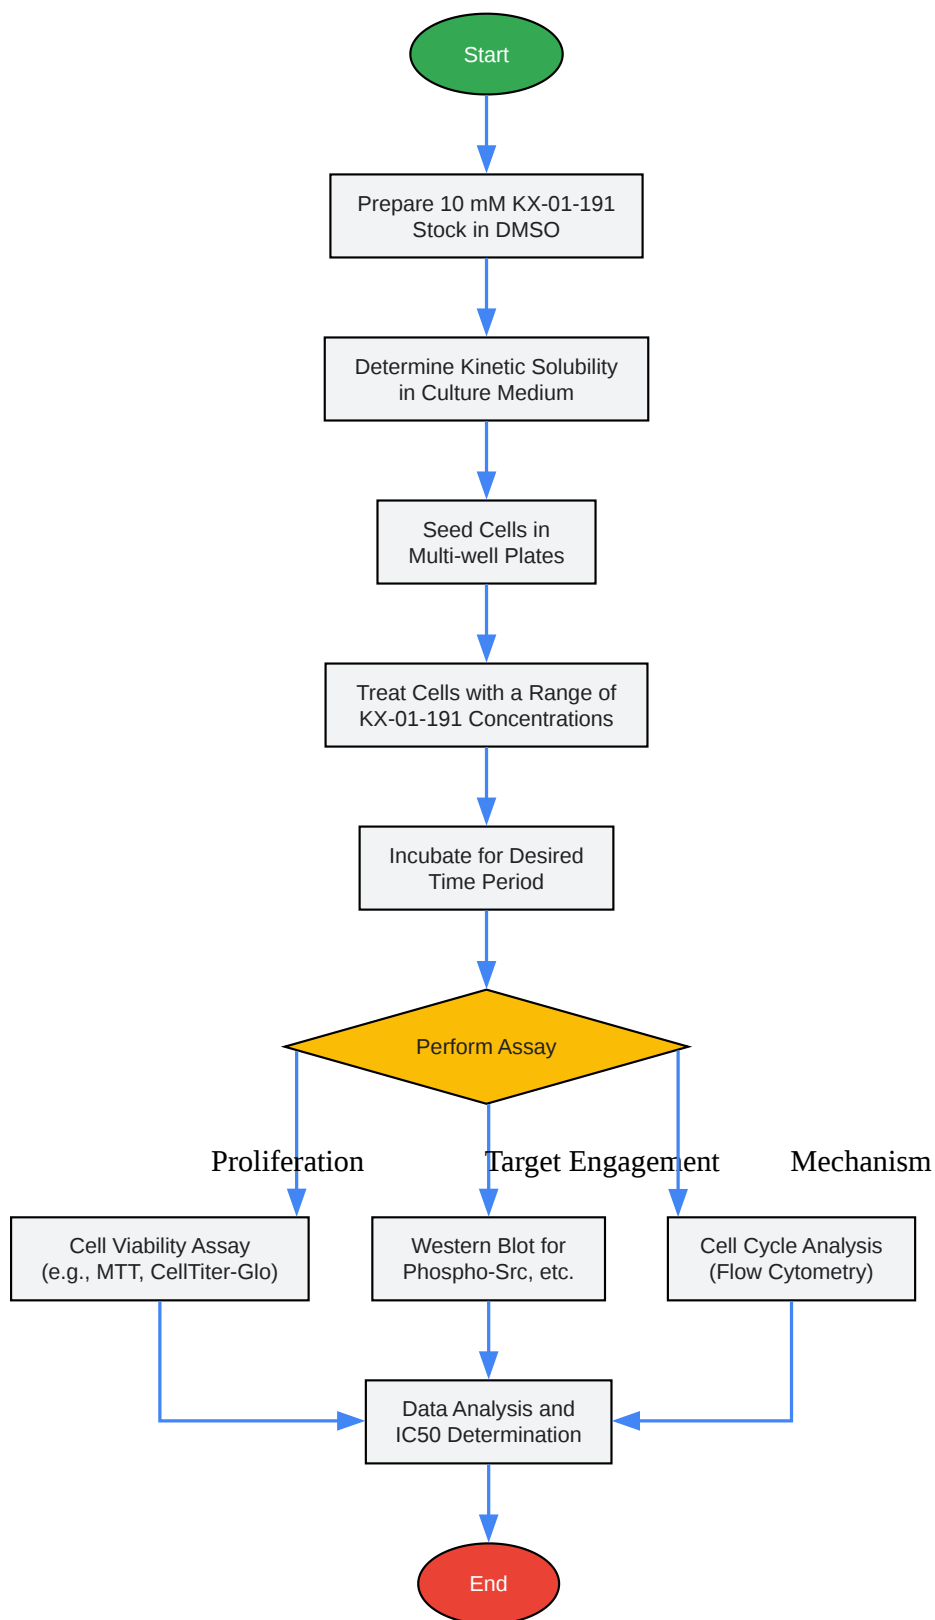 Start
Prepare 10 mM KX-01-191
Stock in DMSO
Determine Kinetic Solubility
in Culture Medium
Seed Cells in
Multi-well Plates
Treat Cells with a Range of
KX-01-191 Concentrations
Incubate for Desired
Time Period
Perform Assay
Proliferation
Target Engagement
Mechanism
Cell Viability Assay
(e.g., MTT, CellTiter-Glo)
Western Blot for
Phospho-Src, etc.
Cell Cycle Analysis
(Flow Cytometry)
Data Analysis and
IC50 Determination
End